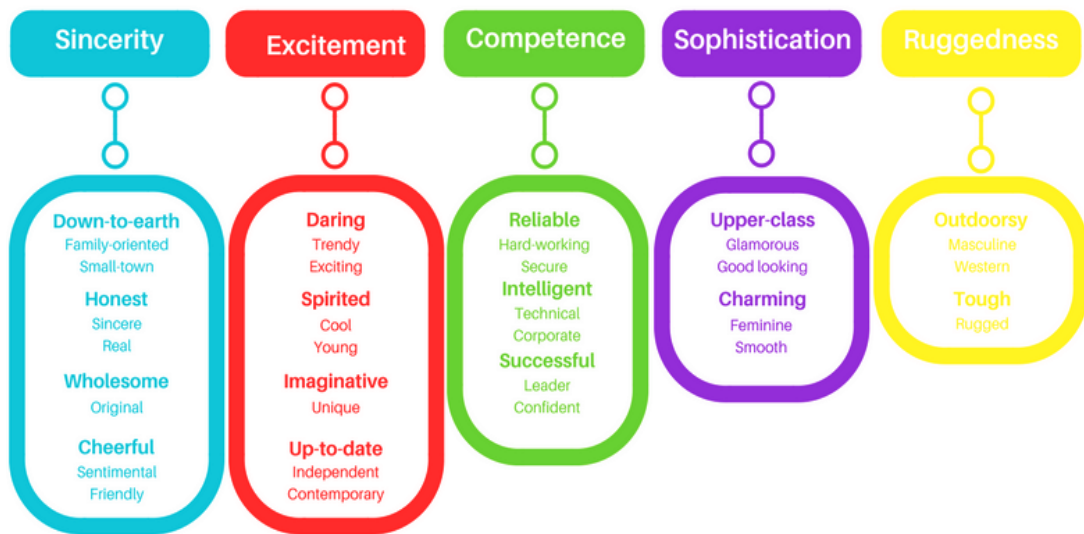 Sincerity
Down-to-earth
Family-oriented
Small-town
Honest
Sincere
Real
Wholesome
Original
Cheerful
Sentimental
Friendly
Excitement
Daring
Trendy
Exciting
Spirited
Cool
Young
Imaginative
Unique
Up-to-date
Independent
Contemporary
Competence
Reliable
Hard-working
Secure
Intelligent
Technical
Corporate
Successful
Leader
Confident
Sophistication
Upper-class
Glamorous
Good looking
Charming
Feminine
Smooth
Ruggedness
Outdoorsy
Masculine
Western
Tough
Rugged